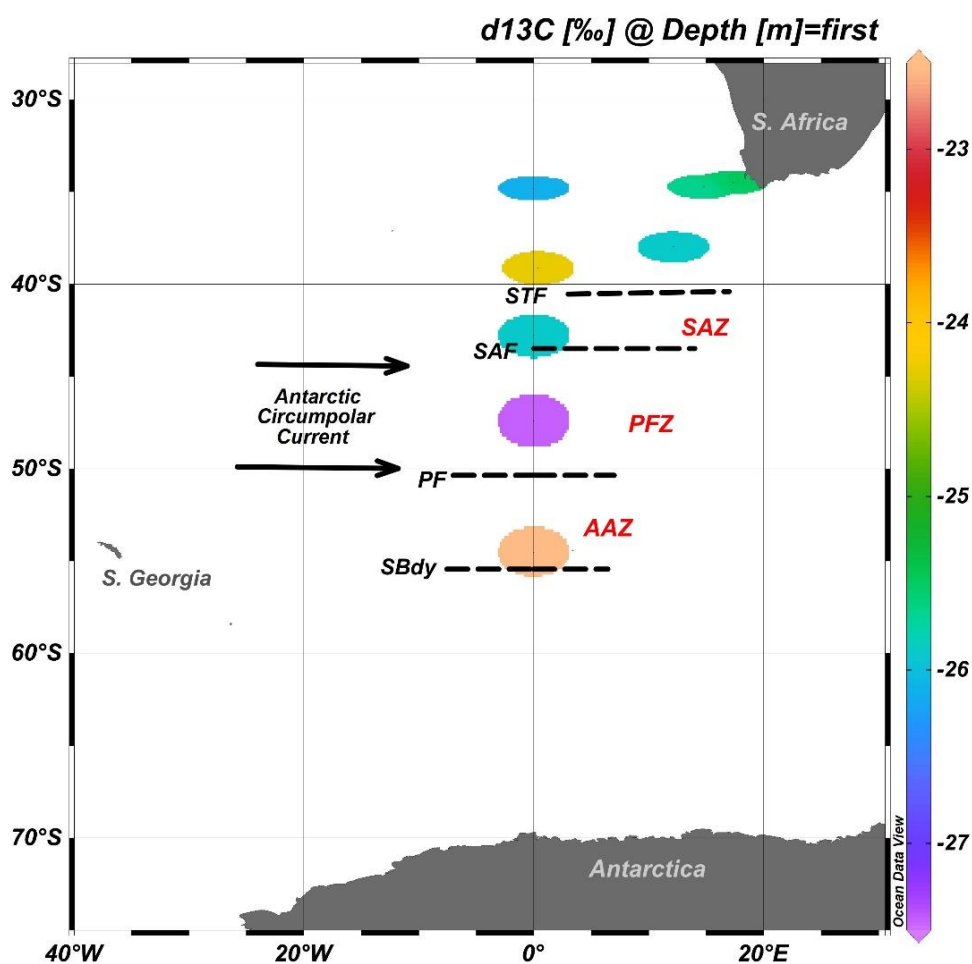 d13C [‰] @ Depth [m]=first
30°S
S. Africa
-23
40°S
STF
SAZ
-24
SAF
Antarctic
Circumpolar
Current
PFZ
50°S
PF
-25
AAZ
SBdy
S. Georgia
60°S
-26
70°S
Antarctica
-27
Ocean Data View
40°W
20°W
0°
20°E